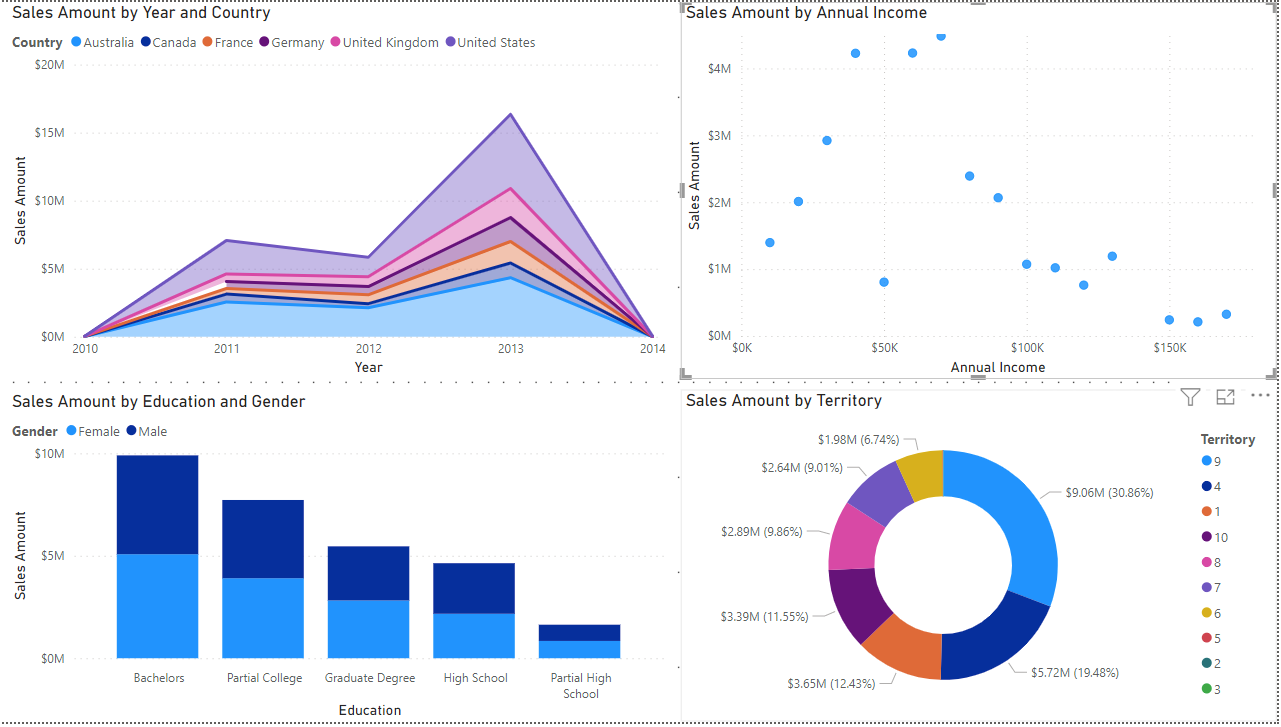 Sales Amount by Year and Country
Country Australia Canada France Germany United Kingdom United States
$20M
$15M
$10M
$5M
$0M
Sales Amount
2010 2011 2012 2013 2014
Year
Sales Amount by Annual Income
$4M
$3M
$2M
$1M
$0M
Sales Amount
$0K $50K $100K $150K
Annual Income
Sales Amount by Education and Gender
Gender Female Male
$10M
$5M
$0M
Sales Amount
Bachelors Partial College Graduate Degree High School Partial High
School
Education
Sales Amount by Territory
$1.98M (6.74%)
$2.64M (9.01%)
$2.89M (9.86%)
$3.39M (11.55%)
$3.65M (12.43%)
$9.06M (30.86%)
$5.72M (19.48%)
Territory
9
4
1
10
8
7
6
5
2
3